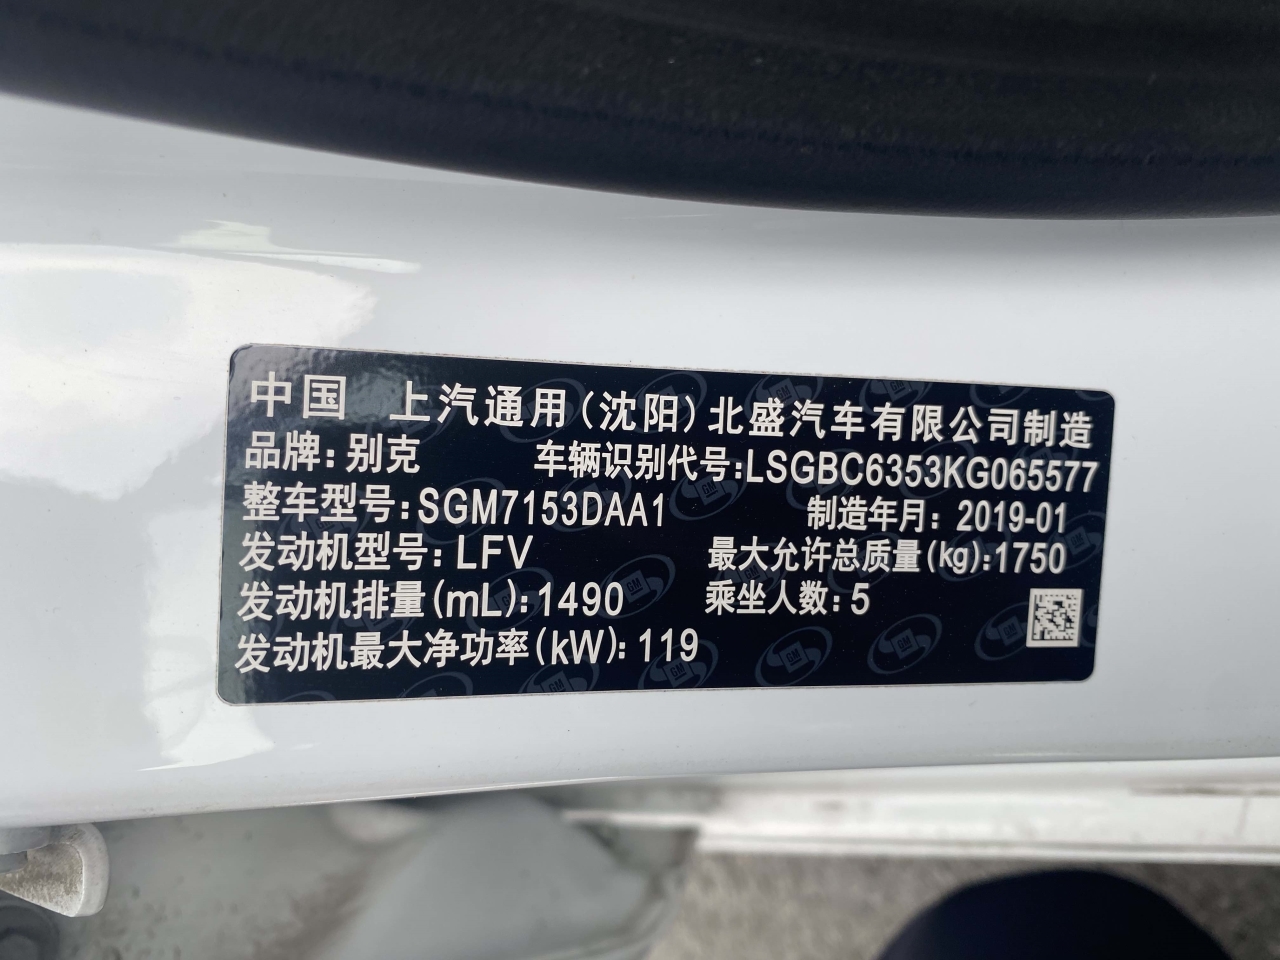 中国 上汽通用(沈阳)北盛汽车有限公司制造
品牌:别克 车辆识别代号:LSGBC6353KG065577
整车型号:SGM7153DAA1 制造年月:2019-01
发动机型号:LFV 最大允许总质量(kg):1750
发动机排量(mL):1490 乘坐人数:5
发动机最大净功率(kW):119